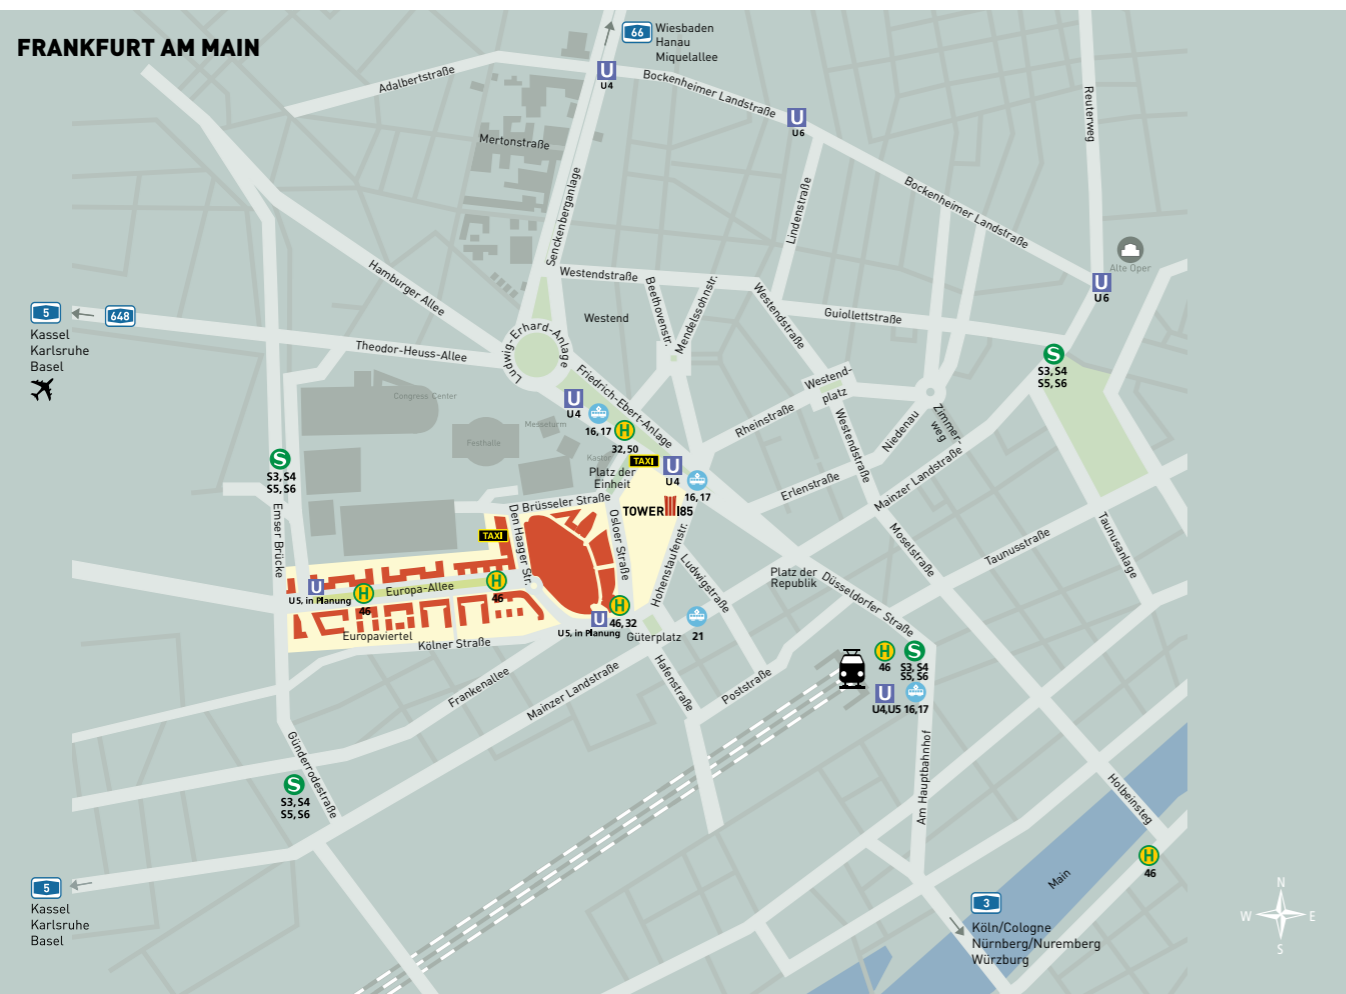 FRANKFURT AM MAIN
66
Wiesbaden
Hanau
Miquelallee
Adalbertstraße
U
U4
Bockenheimer Landstraße
U
U6
Reuterweg
Mertonstraße
Senckenberganlage
Lindenstraße
Bockenheimer Landstraße
Alte Oper
U
U6
Hamburger Allee
Westendstraße
Beethovenstr.
Mendelssohnstr.
Westendstraße
Guiollettstraße
Westend
5
648
Kassel
Karlsruhe
Basel
Theodor-Heuss-Allee
Ludwig-Erhard-Anlage
S
S3, S4
S5, S6
Friedrich-Ebert-Anlage
Congress Center
U
U4
16, 17
Messeturm
H
32, 50
Festhalle
Kastor
TAXI
Platz der
Einheit
U
U4
16, 17
Rheinstraße
Westend-
platz
Westendstraße
Niedenau
Zimmer-
weg
Mainzer Landstraße
Erlenstraße
S
S3, S4
S5, S6
Emser Brücke
Brüsseler Straße
Den Haager Str.
Osloer Straße
TOWER 185
Hohenstaufenstr.
Ludwigstraße
TAXI
Moselstraße
Taunusstraße
Taunusanlage
Platz der
Republik
Düsseldorfer Straße
U
U5, in Planung
H
46
Europa-Allee
H
46
Europaviertel
Kölner Straße
H
46, 32
U
U5, in Planung
Güterplatz
21
Hafenstraße
Poststraße
Frankenallee
Mainzer Landstraße
H
46
S
S3, S4
S5, S6
U
U4,U5
16,17
Am Hauptbahnhof
Günderrodestraße
S
S3, S4
S5, S6
Holbeinsteg
H
46
Main
5
Kassel
Karlsruhe
Basel
3
Köln/Cologne
Nürnberg/Nuremberg
Würzburg
N
W
E
S